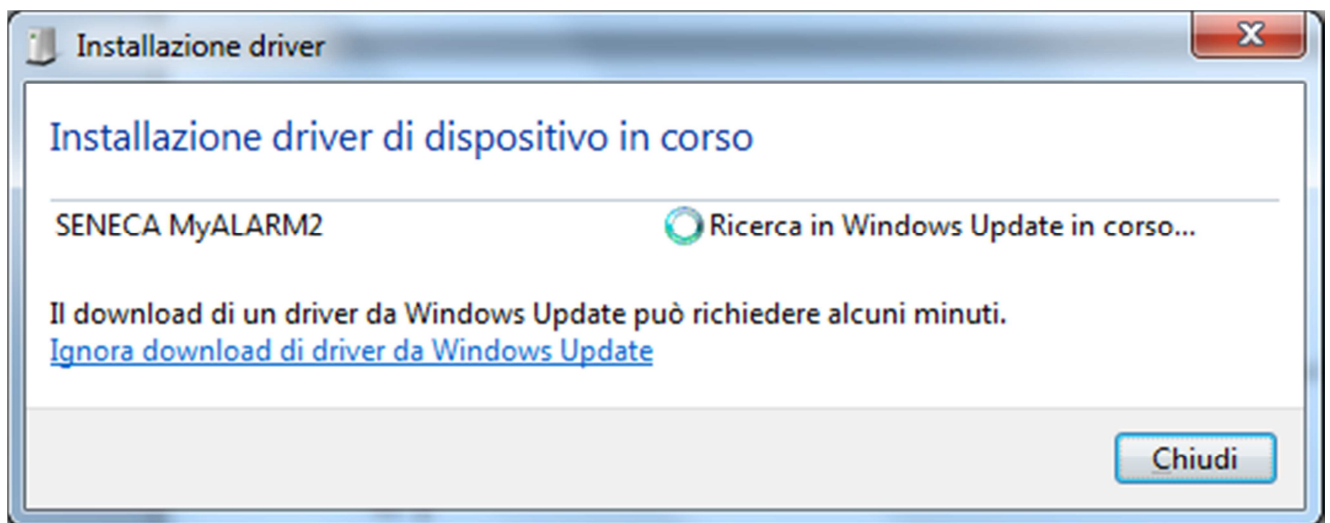 Installazione driver
Installazione driver di dispositivo in corso
SENECA MyALARM2 Ricerca in Windows Update in corso...
Il download di un driver da Windows Update può richiedere alcuni minuti.
Ignora download di driver da Windows Update
Chiudi